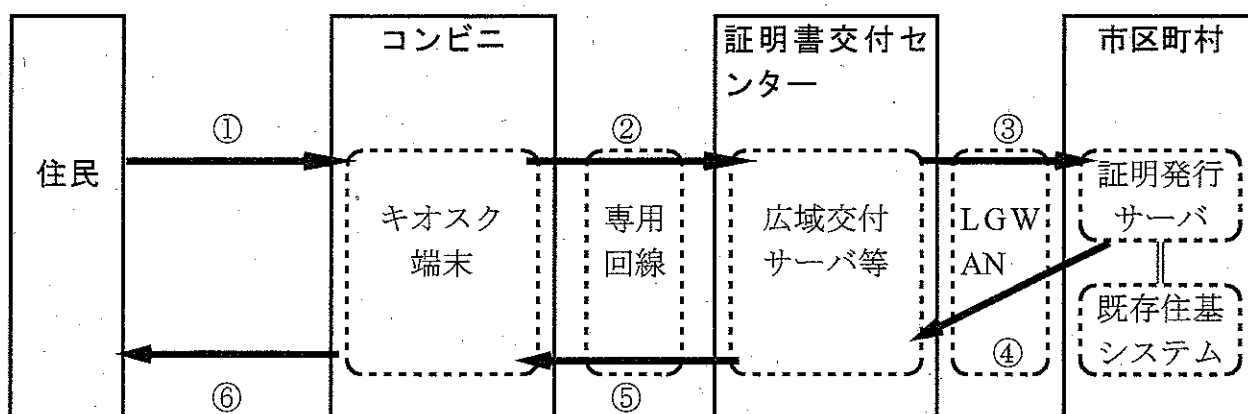 コンビニ
証明書交付セ
ンター
市区町村
①
②
③
住民
キオスク
端末
専用
回線
広域交付
サーバ等
LGW
AN
証明発行
サーバ
既存住基
システム
④
⑤
⑥